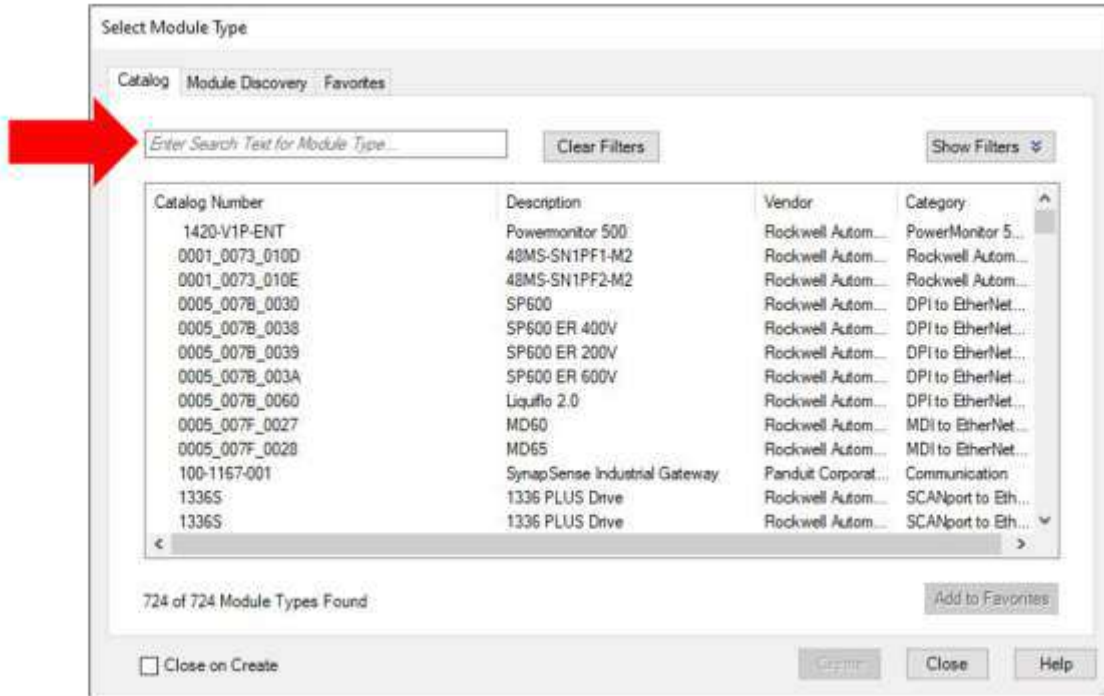 Select Module Type
Catalog Module Discovery Favorites
Enter Search Text for Module Type...
Clear Filters
Show Filters
Catalog Number Description Vendor Category
1420-V1P-ENT Powermonitor 500 Rockwell Autom... PowerMonitor 5...
0001_0073_010D 48MS-SN1PF1-M2 Rockwell Autom... Rockwell Autom...
0001_0073_010E 48MS-SN1PF2-M2 Rockwell Autom... Rockwell Autom...
0005_007B_0030 SP600 Rockwell Autom... DPI to EtherNet...
0005_007B_0038 SP600 ER 400V Rockwell Autom... DPI to EtherNet...
0005_007B_0039 SP600 ER 200V Rockwell Autom... DPI to EtherNet...
0005_007B_003A SP600 ER 600V Rockwell Autom... DPI to EtherNet...
0005_007B_0060 Liquiflo 2.0 Rockwell Autom... DPI to EtherNet...
0005_007F_0027 MD60 Rockwell Autom... MDI to EtherNet...
0005_007F_0028 MD65 Rockwell Autom... MDI to EtherNet...
100-1167-001 SynapSense Industrial Gateway Panduit Corporat... Communication
1336S 1336 PLUS Drive Rockwell Autom... SCANport to Eth...
1336S 1336 PLUS Drive Rockwell Autom... SCANport to Eth...
724 of 724 Module Types Found
Add to Favorites
Close on Create
Create
Close
Help